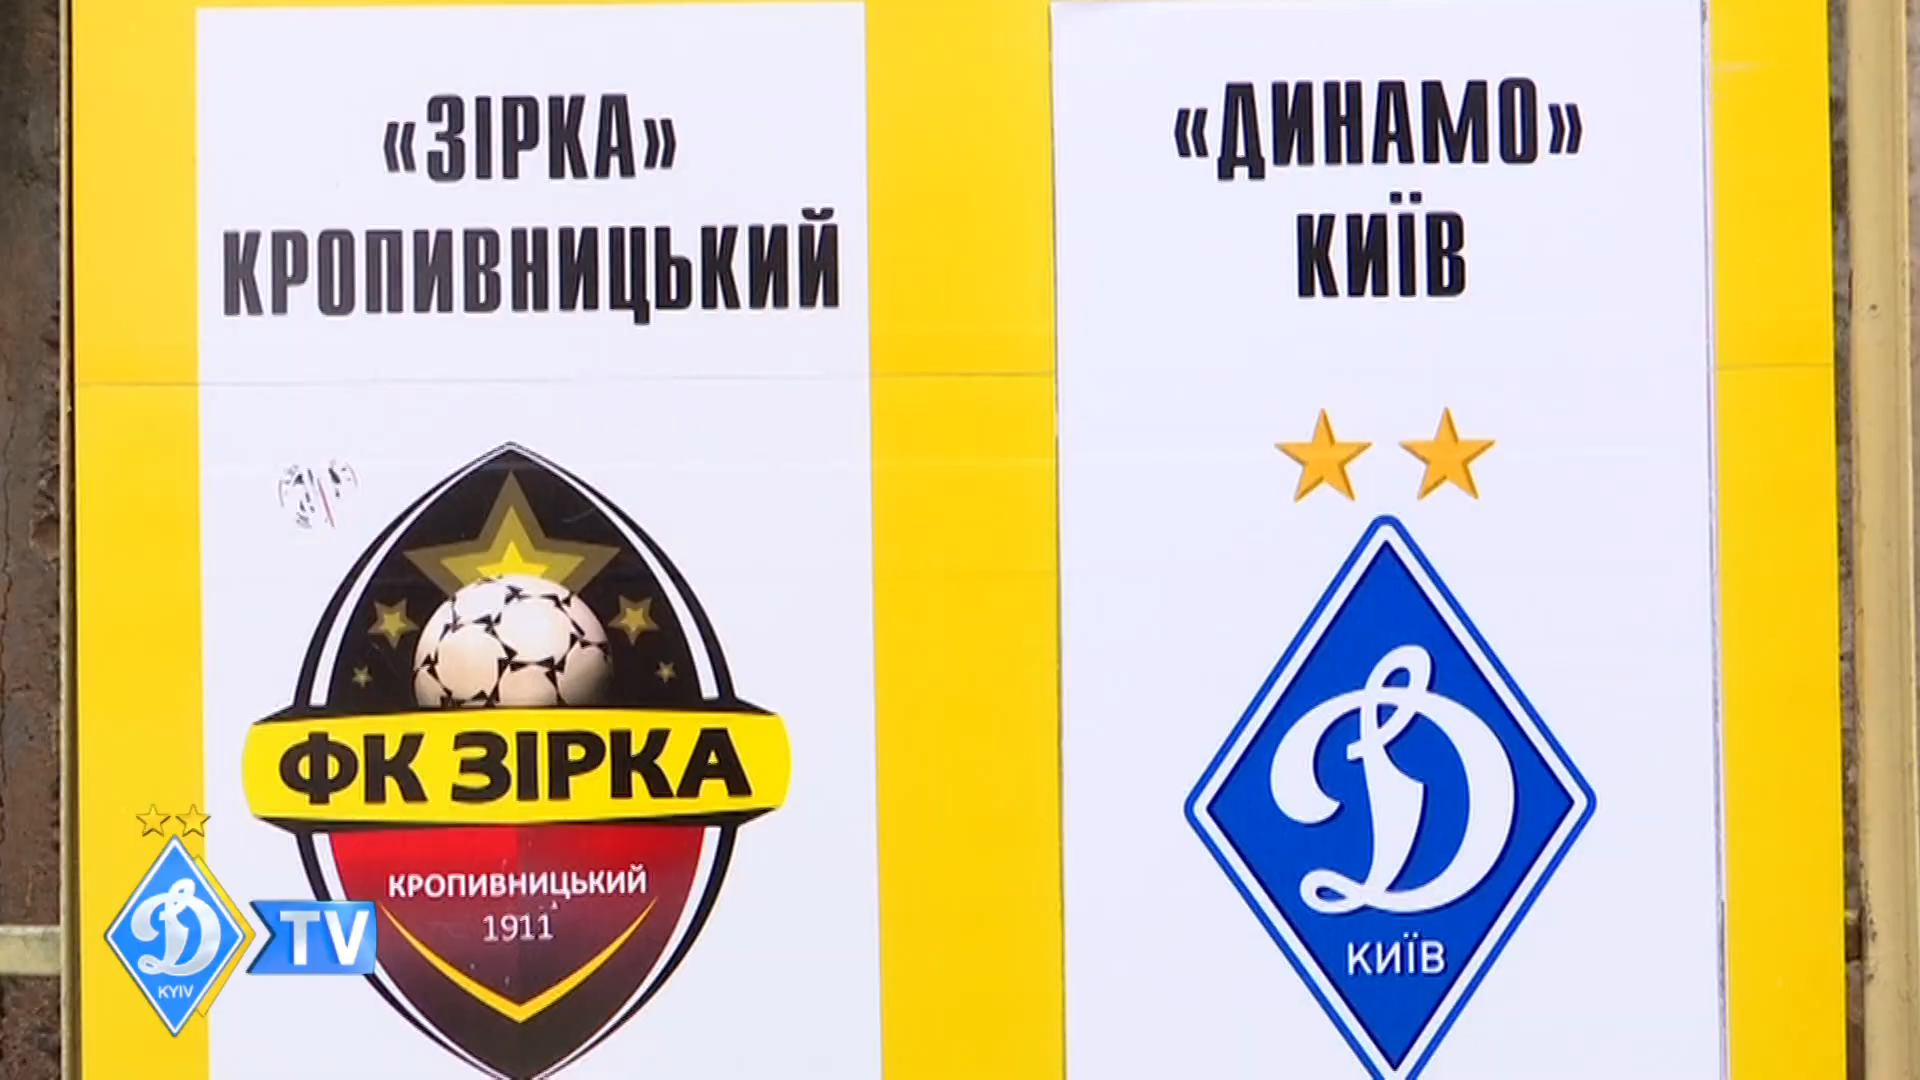 «ЗІРКА»
КРОПИВНИЦЬКИЙ
«ДИНАМО»
КИЇВ
ФК ЗІРКА
КРОПИВНИЦЬКИЙ
1911
КИЇВ
TV
KYIV